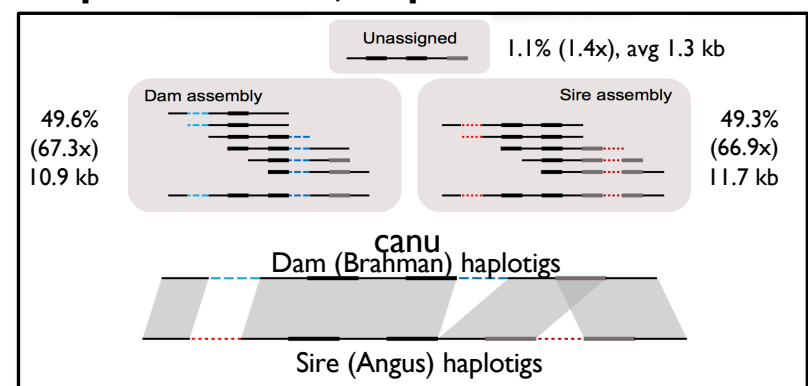 Unassigned
1.1% (1.4x), avg 1.3 kb
Dam assembly
Sire assembly
49.6%
(67.3x)
10.9 kb
49.3%
(66.9x)
11.7 kb
canu
Dam (Brahman) haplotigs
Sire (Angus) haplotigs